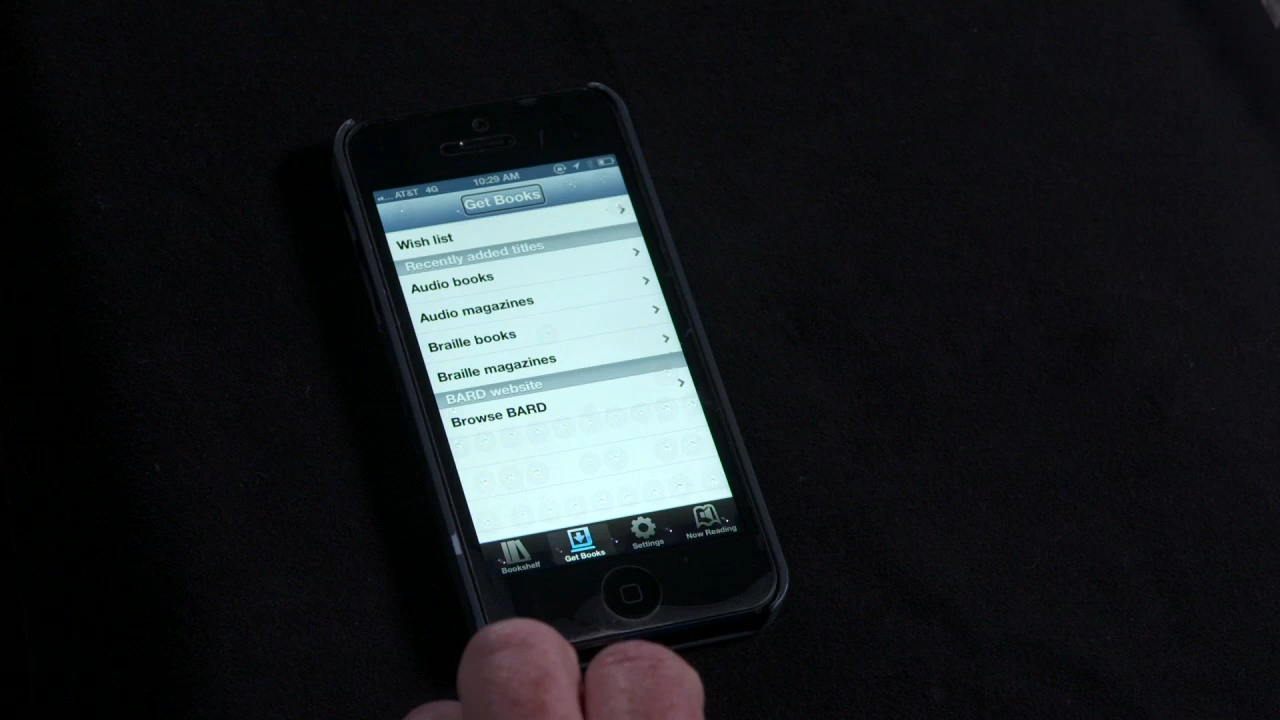 AT&T 4G 10:29 AM
Get Books
Wish list
Recently added titles
Audio books
Audio magazines
Braille books
Braille magazines
BARD website
Browse BARD
Bookshelf Get Books Settings Now Reading